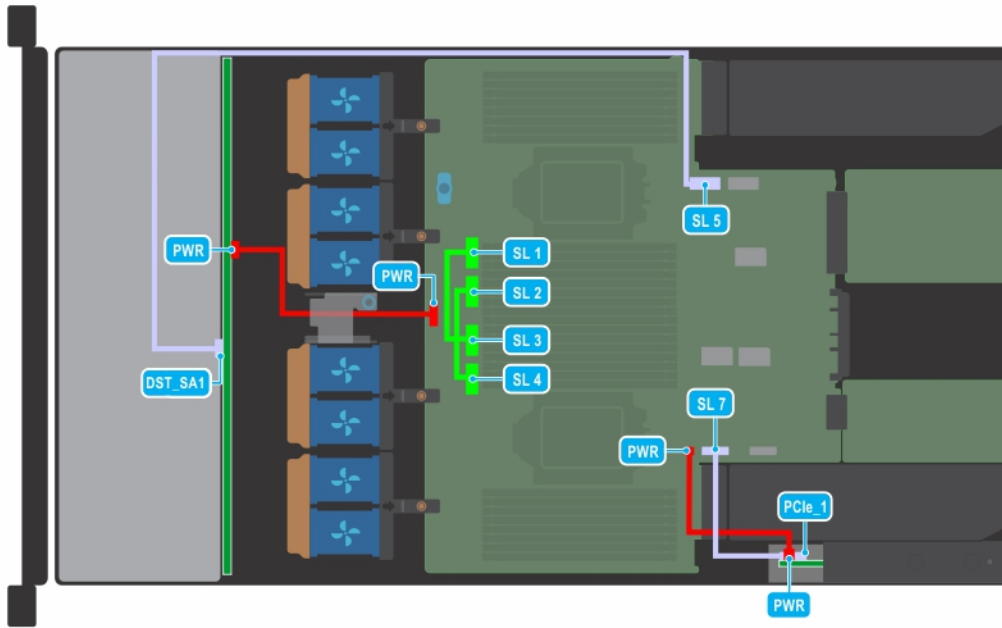 SL 5
PWR
SL 1
PWR
SL 2
SL 3
DST_SA1
SL 4
SL 7
PWR
PCIe_1
PWR